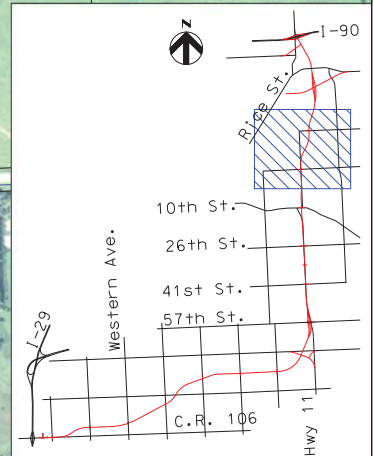 N
I-90
Rice St.
10th St.
Western Ave.
26th St.
41st St.
57th St.
I-29
C.R. 106
Hwy 11